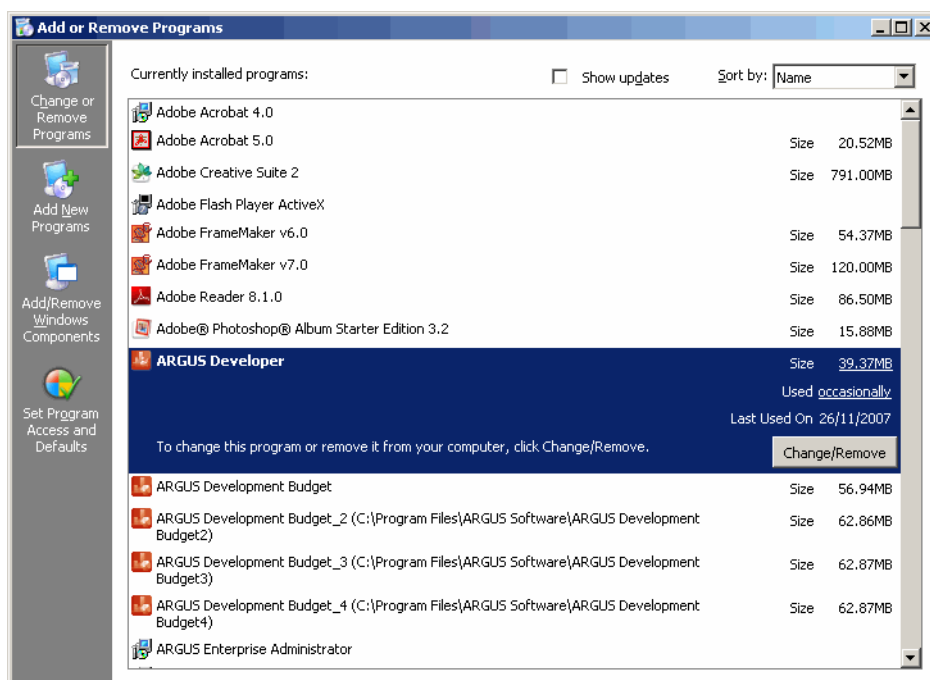 Add or Remove Programs
Change or
Remove
Programs
Add New
Programs
Add/Remove
Windows
Components
Set Program
Access and
Defaults
Currently installed programs:
Show updates
Sort by: Name
Adobe Acrobat 4.0
Adobe Acrobat 5.0 Size 20.52MB
Adobe Creative Suite 2 Size 791.00MB
Adobe Flash Player ActiveX
Adobe FrameMaker v6.0 Size 54.37MB
Adobe FrameMaker v7.0 Size 120.00MB
Adobe Reader 8.1.0 Size 86.50MB
Adobe® Photoshop® Album Starter Edition 3.2 Size 15.88MB
ARGUS Developer Size 39.37MB
Used occasionally
Last Used On 26/11/2007
To change this program or remove it from your computer, click Change/Remove. Change/Remove
ARGUS Development Budget Size 56.94MB
ARGUS Development Budget_2 (C:\Program Files\ARGUS Software\ARGUS Development Size 62.86MB
Budget2)
ARGUS Development Budget_3 (C:\Program Files\ARGUS Software\ARGUS Development Size 62.87MB
Budget3)
ARGUS Development Budget_4 (C:\Program Files\ARGUS Software\ARGUS Development Size 62.87MB
Budget4)
ARGUS Enterprise Administrator